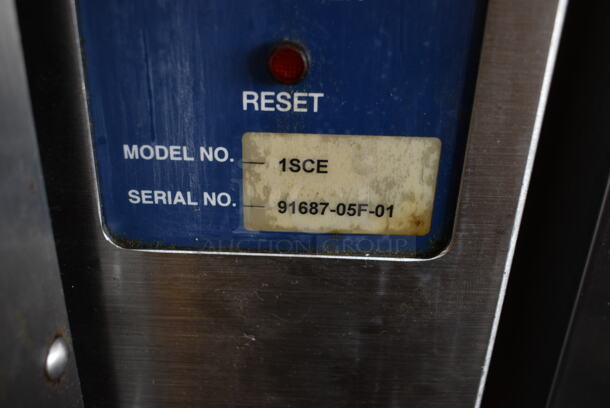 RESET
MODEL NO. 1SCE
SERIAL NO. 91687-05F-01
AUCTION GROUP